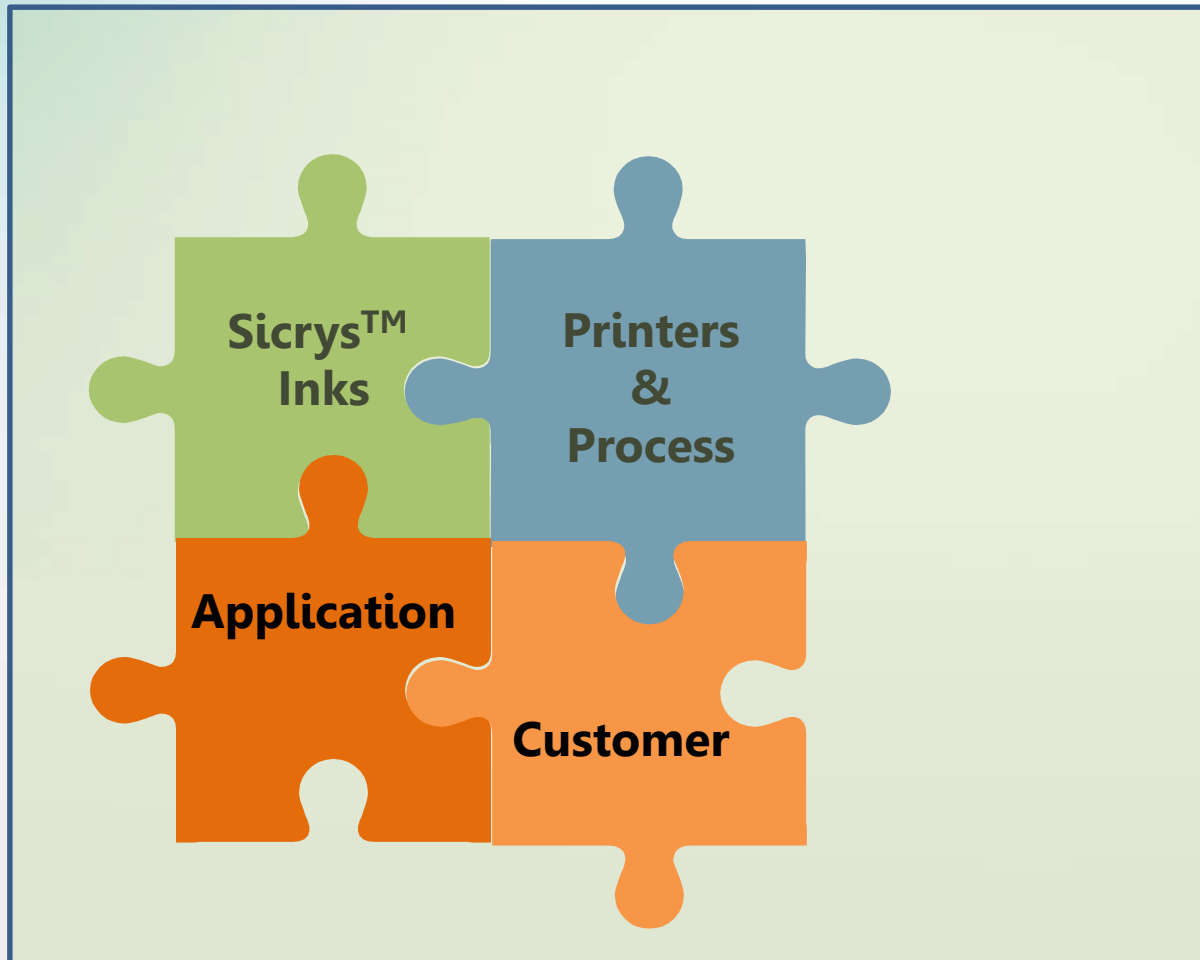 Sicrys™
Inks
Printers
&
Process
Application
Customer